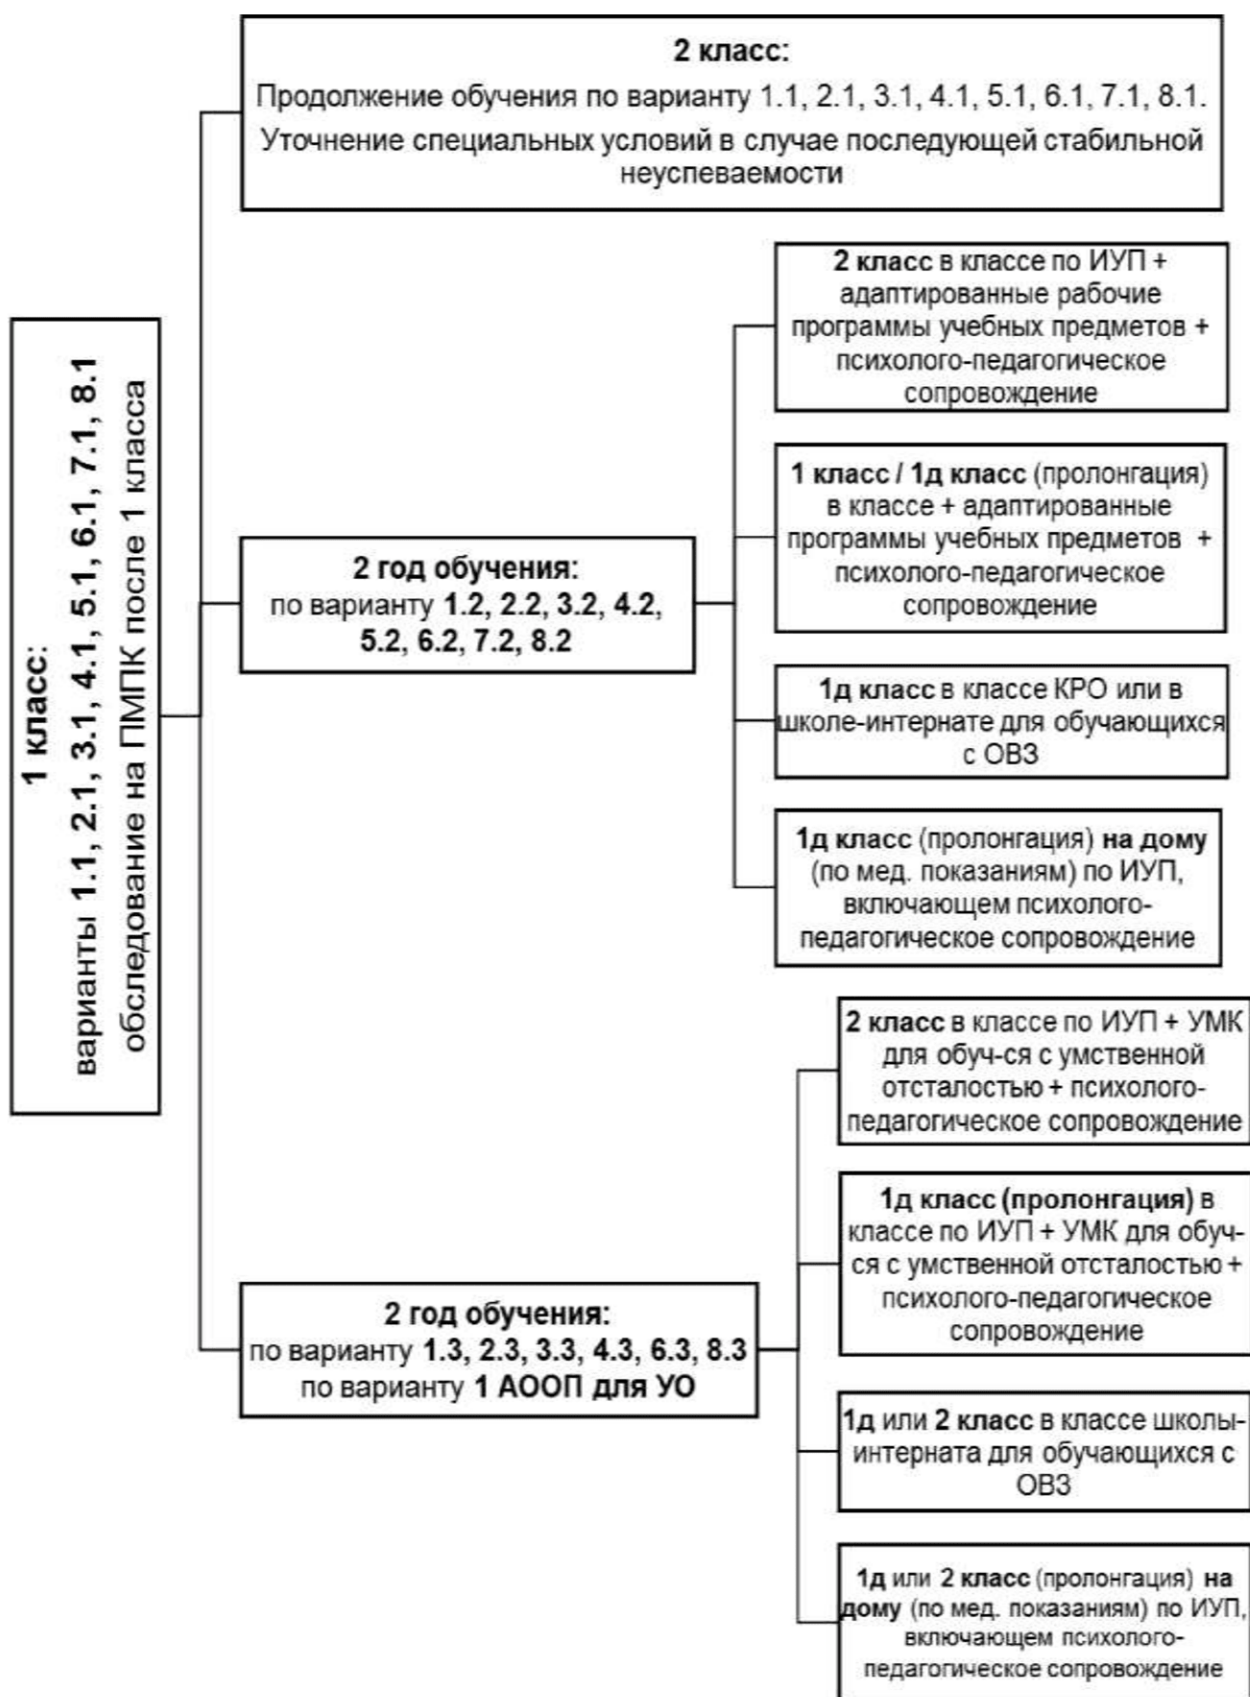 1 класс:
варианты 1.1, 2.1, 3.1, 4.1, 5.1, 6.1, 7.1, 8.1
обследование на ПМПК после 1 класса
2 класс:
Продолжение обучения по варианту 1.1, 2.1, 3.1, 4.1, 5.1, 6.1, 7.1, 8.1.
Уточнение специальных условий в случае последующей стабильной
неуспеваемости
2 год обучения:
по варианту 1.2, 2.2, 3.2, 4.2,
5.2, 6.2, 7.2, 8.2
2 класс в классе по ИУП +
адаптированные рабочие
программы учебных предметов +
психолого-педагогическое
сопровождение
1 класс / 1д класс (пролонгация)
в классе + адаптированные
программы учебных предметов +
психолого-педагогическое
сопровождение
1д класс в классе КРО или в
школе-интернате для обучающихся
с ОВЗ
1д класс (пролонгация) на дому
(по мед. показаниям) по ИУП,
включающем психолого-
педагогическое сопровождение
2 год обучения:
по варианту 1.3, 2.3, 3.3, 4.3, 6.3, 8.3
по варианту 1 АООП для УО
2 класс в классе по ИУП + УМК
для обуч-ся с умственной
отсталостью + психолого-
педагогическое сопровождение
1д класс (пролонгация) в
классе по ИУП + УМК для обуч-
ся с умственной отсталостью +
психолого-педагогическое
сопровождение
1д или 2 класс в классе школы-
интерната для обучающихся с
ОВЗ
1д или 2 класс (пролонгация) на
дому (по мед. показаниям) по ИУП,
включающем психолого-
педагогическое сопровождение